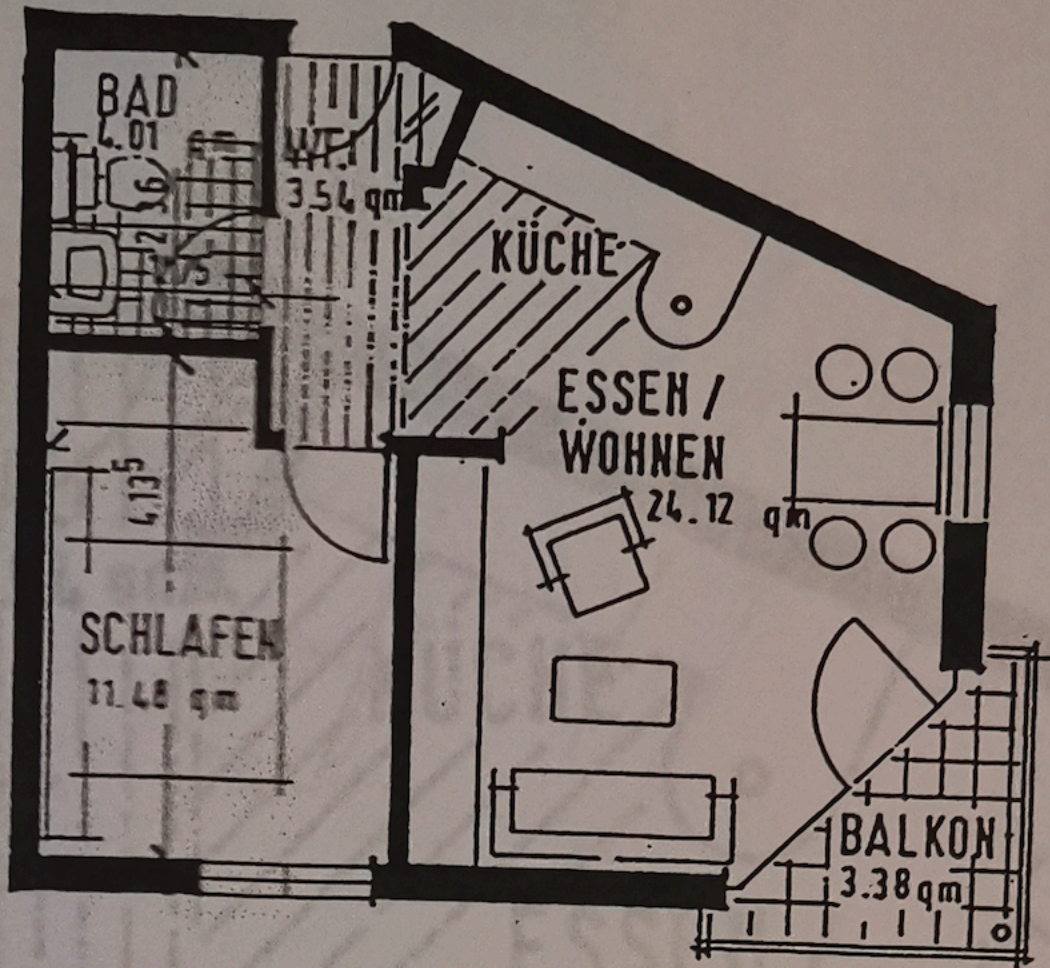 BAD
4.01
3.54 qm
KÜCHE
ESSEN /
WOHNEN
24.12 qm
4.13⁵
SCHLAFEN
11.48 qm
BALKON
3.38 qm